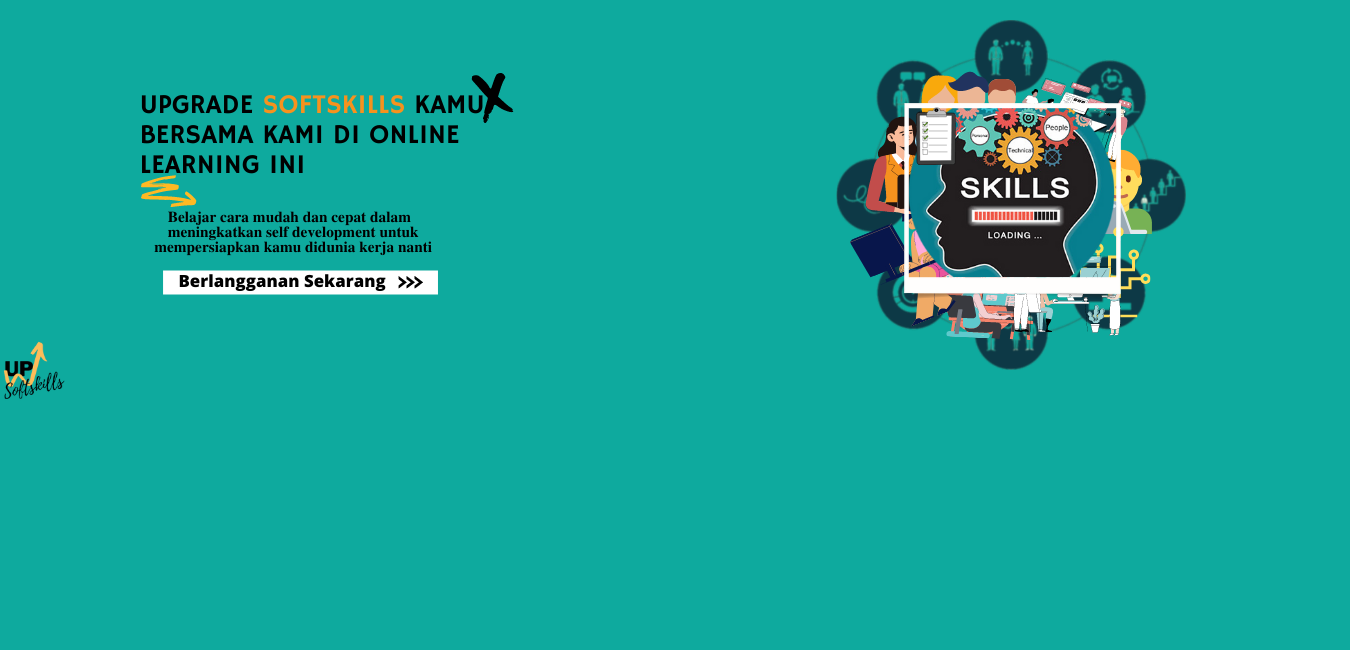 UPGRADE SOFTSKILLS KAMU
BERSAMA KAMI DI ONLINE
LEARNING INI
Belajar cara mudah dan cepat dalam
meningkatkan self development untuk
mempersiapkan kamu didunia kerja nanti
Berlangganan Sekarang >>>
People
Personal
Technical
SKILLS
LOADING ...
UP
Softskills